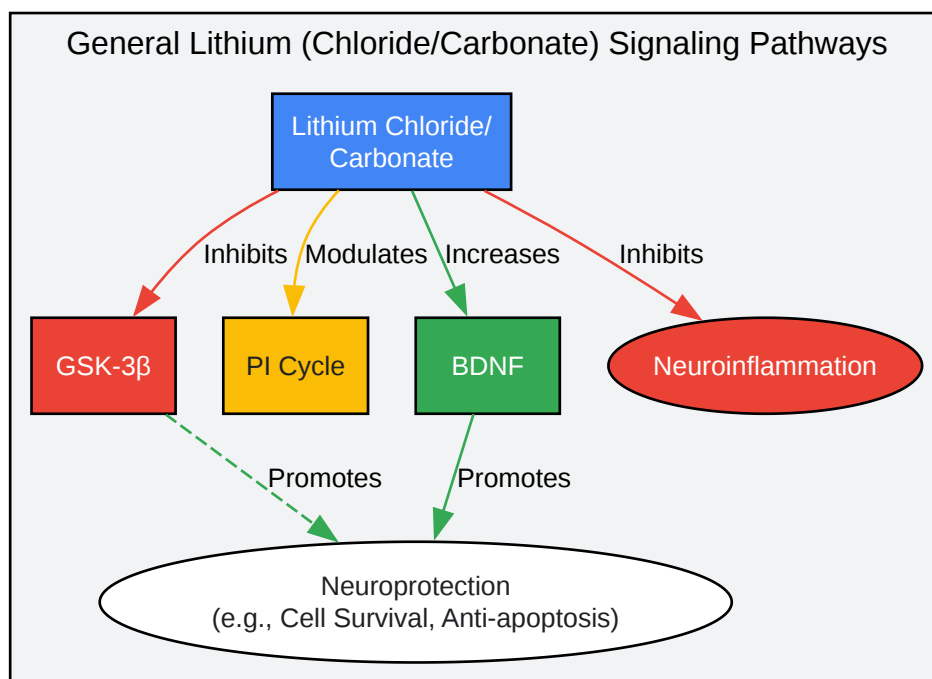 General Lithium (Chloride/Carbonate) Signaling Pathways
Lithium Chloride/
Carbonate
Inhibits
Modulates
Increases
Inhibits
GSK-3β
PI Cycle
BDNF
Neuroinflammation
Promotes
Promotes
Neuroprotection
(e.g., Cell Survival, Anti-apoptosis)